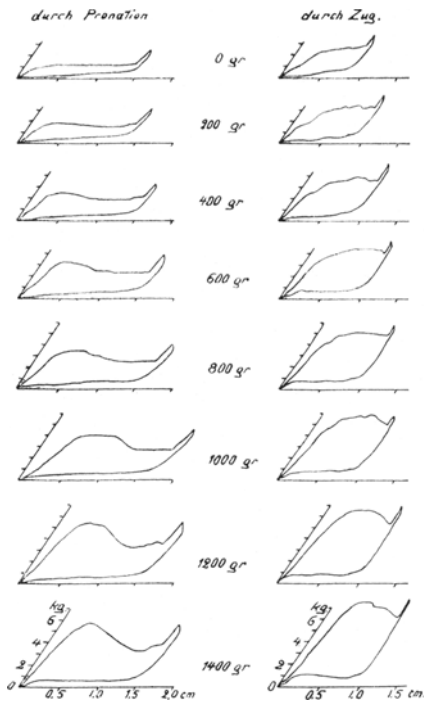 durch Pronation durch Zug.
0 gr
200 gr
400 gr
600 gr
800 gr
1000 gr
1200 gr
kg kg
6 6
4 4
2 2
1400 gr
0 0
0.5 1.0 1.5 2.0 cm 0.5 1.0 1.5 cm.